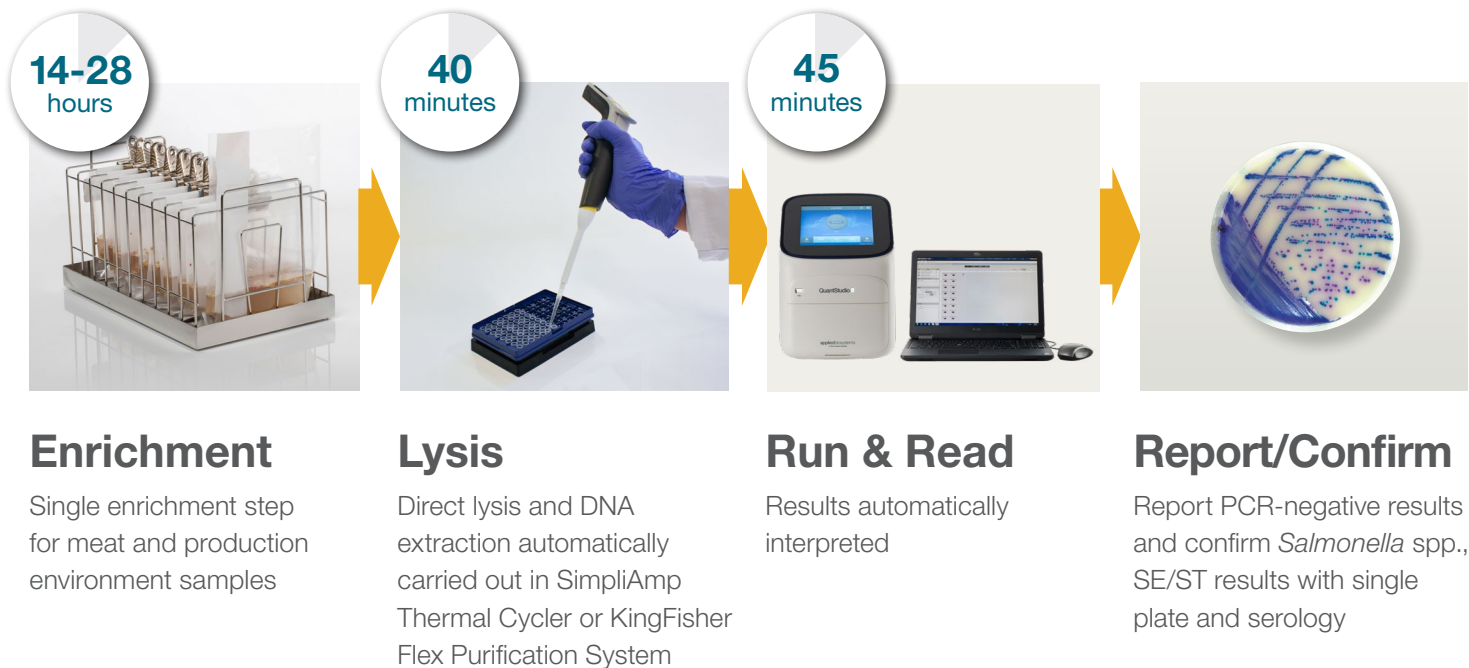 14-28
hours
40
minutes
45
minutes
QuantStudio
applied biosystems
Enrichment
Single enrichment step
for meat and production
environment samples
Lysis
Direct lysis and DNA
extraction automatically
carried out in SimpliAmp
Thermal Cycler or KingFisher
Flex Purification System
Run & Read
Results automatically
interpreted
Report/Confirm
Report PCR-negative results
and confirm Salmonella spp.,
SE/ST results with single
plate and serology